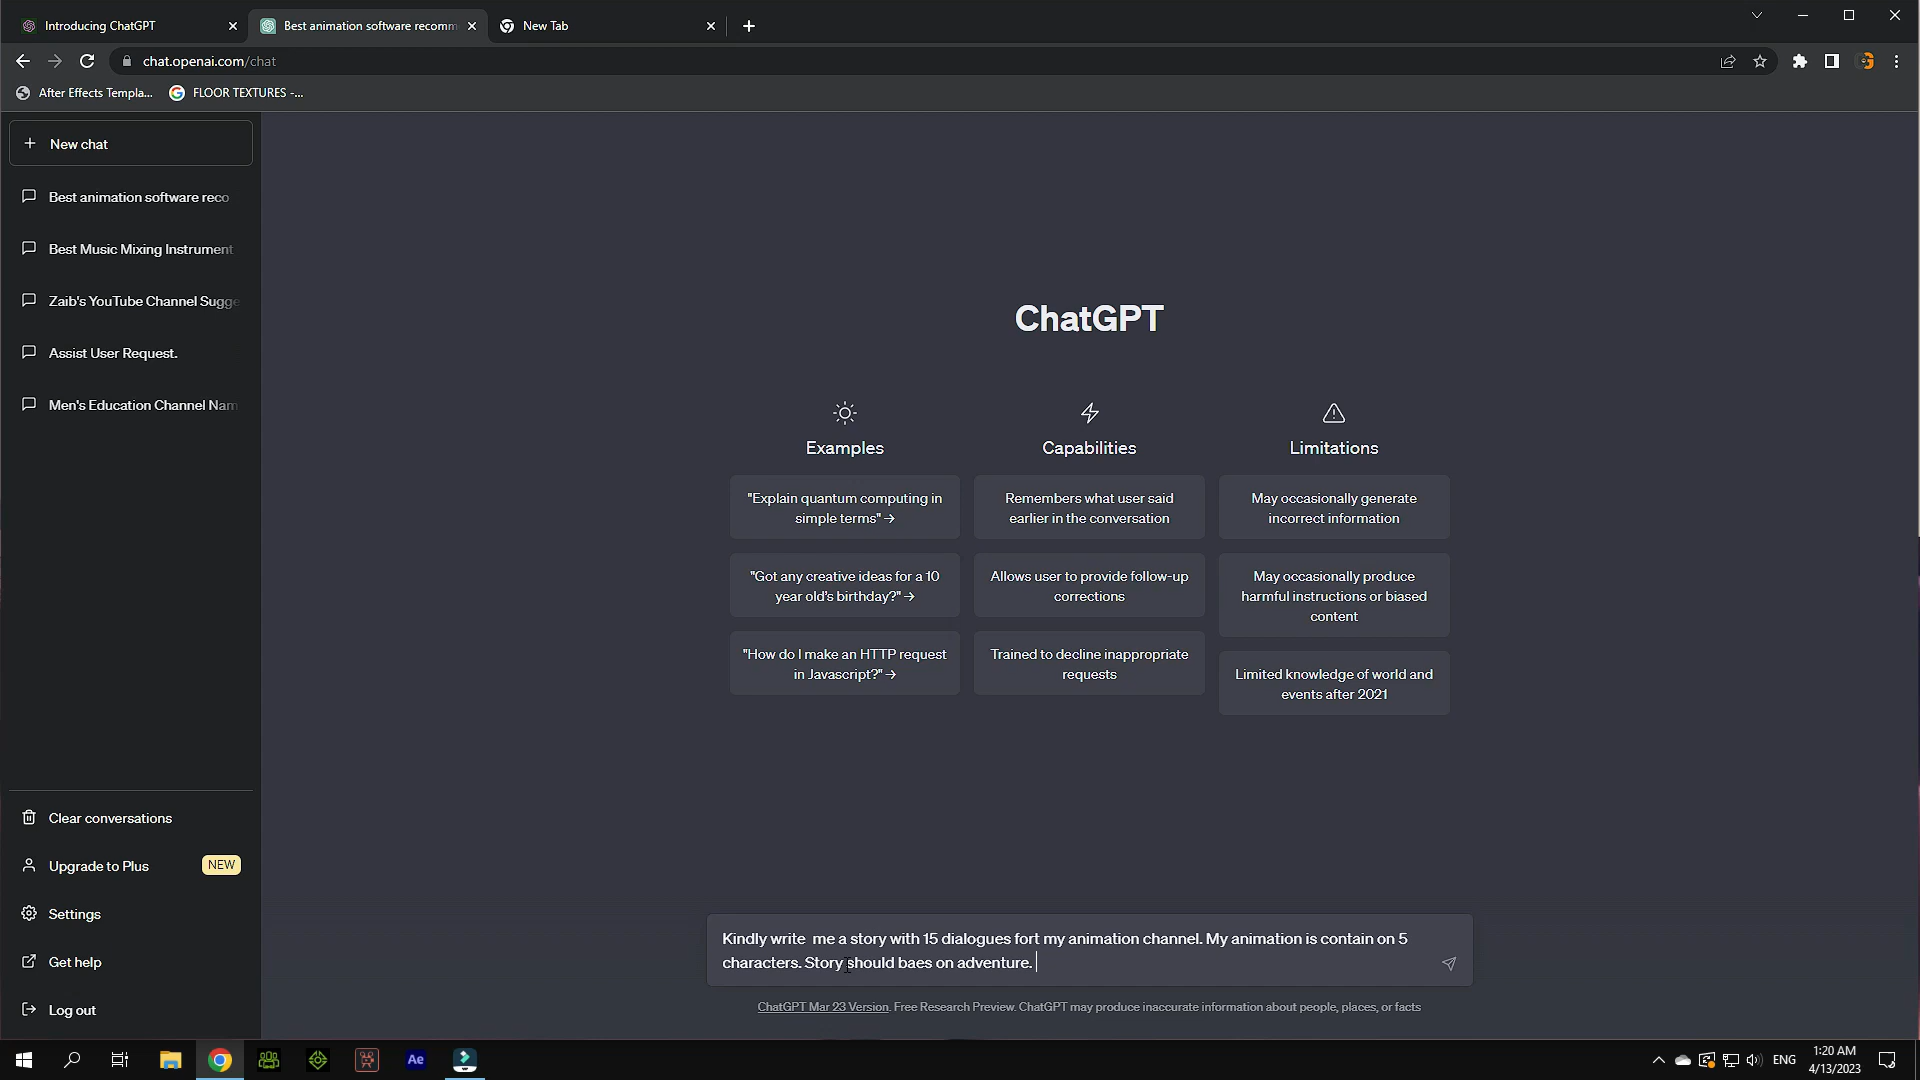 Introducing ChatGPT
Best animation software recomm
New Tab
chat.openai.com/chat
After Effects Templa...
FLOOR TEXTURES -...
New chat
Best animation software reco
Best Music Mixing Instrument
Zaib's YouTube Channel Sugge
Assist User Request.
Men's Education Channel Nam
Clear conversations
Upgrade to Plus
NEW
Settings
Get help
Log out
ChatGPT
Examples
"Explain quantum computing in
simple terms" →
"Got any creative ideas for a 10
year old's birthday?" →
"How do I make an HTTP request
in Javascript?" →
Capabilities
Remembers what user said
earlier in the conversation
Allows user to provide follow-up
corrections
Trained to decline inappropriate
requests
Limitations
May occasionally generate
incorrect information
May occasionally produce
harmful instructions or biased
content
Limited knowledge of world and
events after 2021
Kindly write  me a story with 15 dialogues fort my animation channel. My animation is contain on 5
characters. Story should baes on adventure.
ChatGPT Mar 23 Version. Free Research Preview. ChatGPT may produce inaccurate information about people, places, or facts
Ae
ENG
1:20 AM
4/13/2023